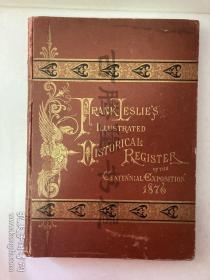 FRANK LESLIE'S
ILLUSTRATED
HISTORICAL
REGISTER
OF THE
CENTENNIAL EXPOSITION
1876